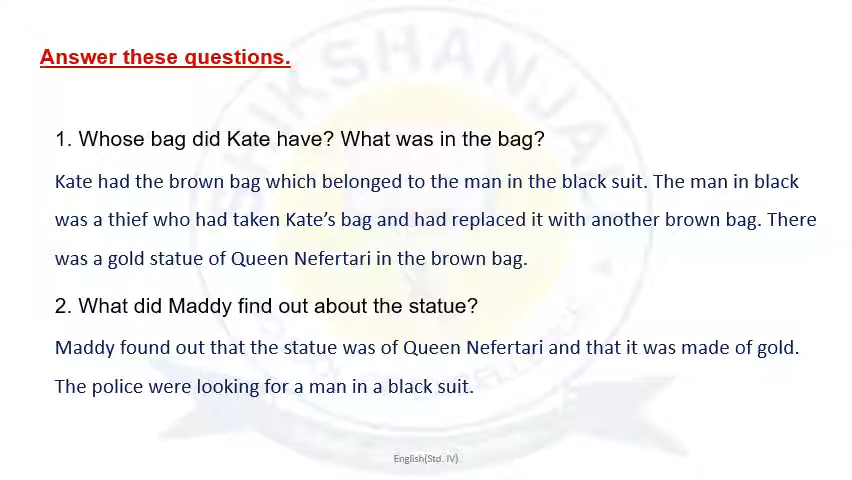 Answer these questions.
1. Whose bag did Kate have? What was in the bag?
Kate had the brown bag which belonged to the man in the black suit. The man in black
was a thief who had taken Kate's bag and had replaced it with another brown bag. There
was a gold statue of Queen Nefertari in the brown bag.
2. What did Maddy find out about the statue?
Maddy found out that the statue was of Queen Nefertari and that it was made of gold.
The police were looking for a man in a black suit.
English(Std. IV)